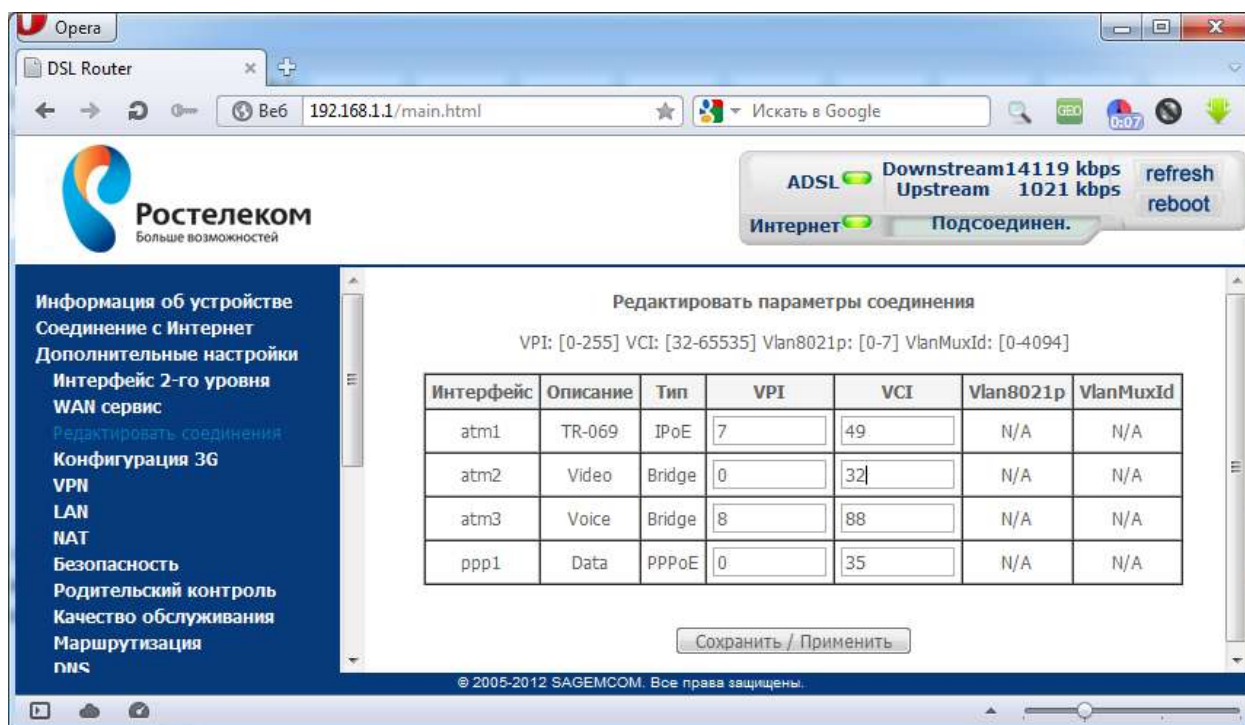 Opera
DSL Router
Веб 192.168.1.1/main.html Искать в Google GEO 0:07
Ростелеком
Больше возможностей
ADSL Downstream 14119 kbps refresh
Upstream 1021 kbps reboot
Интернет Подсоединен.
Информация об устройстве
Соединение с Интернет
Дополнительные настройки
Интерфейс 2-го уровня
WAN сервис
Редактировать соединения
Конфигурация 3G
VPN
LAN
NAT
Безопасность
Родительский контроль
Качество обслуживания
Маршрутизация
DNS
Редактировать параметры соединения
VPI: [0-255] VCI: [32-65535] Vlan8021p: [0-7] VlanMuxId: [0-4094]
Интерфейс Описание Тип VPI VCI Vlan8021p VlanMuxId
atm1 TR-069 IPoE 7 49 N/A N/A
atm2 Video Bridge 0 32 N/A N/A
atm3 Voice Bridge 8 88 N/A N/A
ppp1 Data PPPoE 0 35 N/A N/A
Сохранить / Применить
© 2005-2012 SAGEMCOM. Все права защищены.